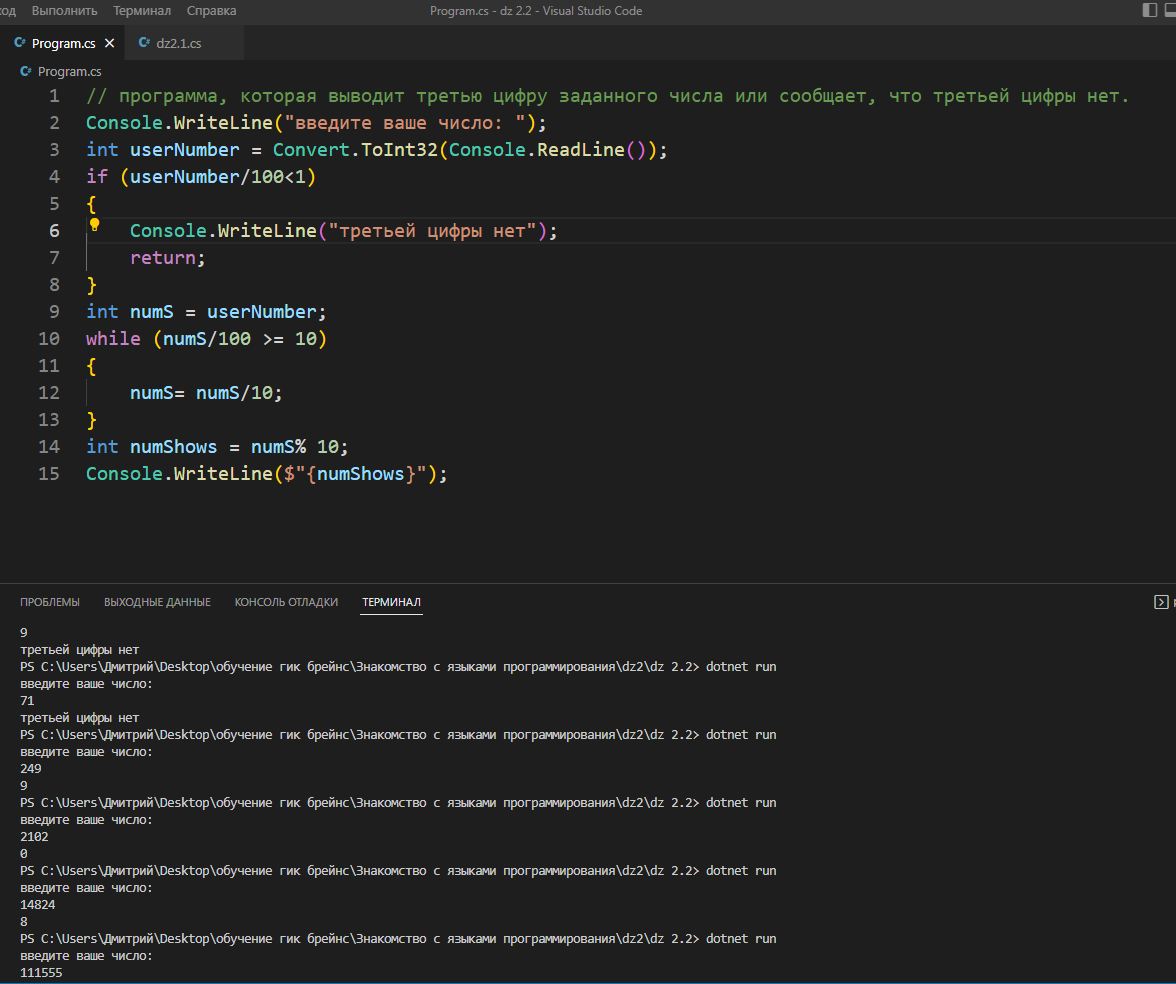 Выполнить Терминал Справка Program.cs - dz 2.2 - Visual Studio Code
C# Program.cs × C# dz2.1.cs
C# Program.cs
1 // программа, которая выводит третью цифру заданного числа или сообщает, что третьей цифры нет.
2 Console.WriteLine("введите ваше число: ");
3 int userNumber = Convert.ToInt32(Console.ReadLine());
4 if (userNumber/100<1)
5 {
6 Console.WriteLine("третьей цифры нет");
7 return;
8 }
9 int numS = userNumber;
10 while (numS/100 >= 10)
11 {
12 numS= numS/10;
13 }
14 int numShows = numS% 10;
15 Console.WriteLine($"{numShows}");
ПРОБЛЕМЫ ВЫХОДНЫЕ ДАННЫЕ КОНСОЛЬ ОТЛАДКИ ТЕРМИНАЛ
9
третьей цифры нет
PS C:\Users\Дмитрий\Desktop\обучение гик брейнс\Знакомство с языками программирования\dz2\dz 2.2> dotnet run
введите ваше число:
71
третьей цифры нет
PS C:\Users\Дмитрий\Desktop\обучение гик брейнс\Знакомство с языками программирования\dz2\dz 2.2> dotnet run
введите ваше число:
249
9
PS C:\Users\Дмитрий\Desktop\обучение гик брейнс\Знакомство с языками программирования\dz2\dz 2.2> dotnet run
введите ваше число:
2102
0
PS C:\Users\Дмитрий\Desktop\обучение гик брейнс\Знакомство с языками программирования\dz2\dz 2.2> dotnet run
введите ваше число:
14824
8
PS C:\Users\Дмитрий\Desktop\обучение гик брейнс\Знакомство с языками программирования\dz2\dz 2.2> dotnet run
введите ваше число:
111555